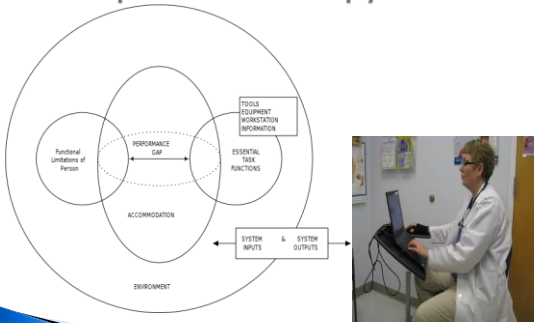 TOOLS
EQUIPMENT
WORKSTATION
INFORMATION
Functional
Limitations of
Person
PERFORMANCE
GAP
ESSENTIAL
TASK
FUNCTIONS
ACCOMMODATION
SYSTEM & SYSTEM
INPUTS OUTPUTS
ENVIRONMENT